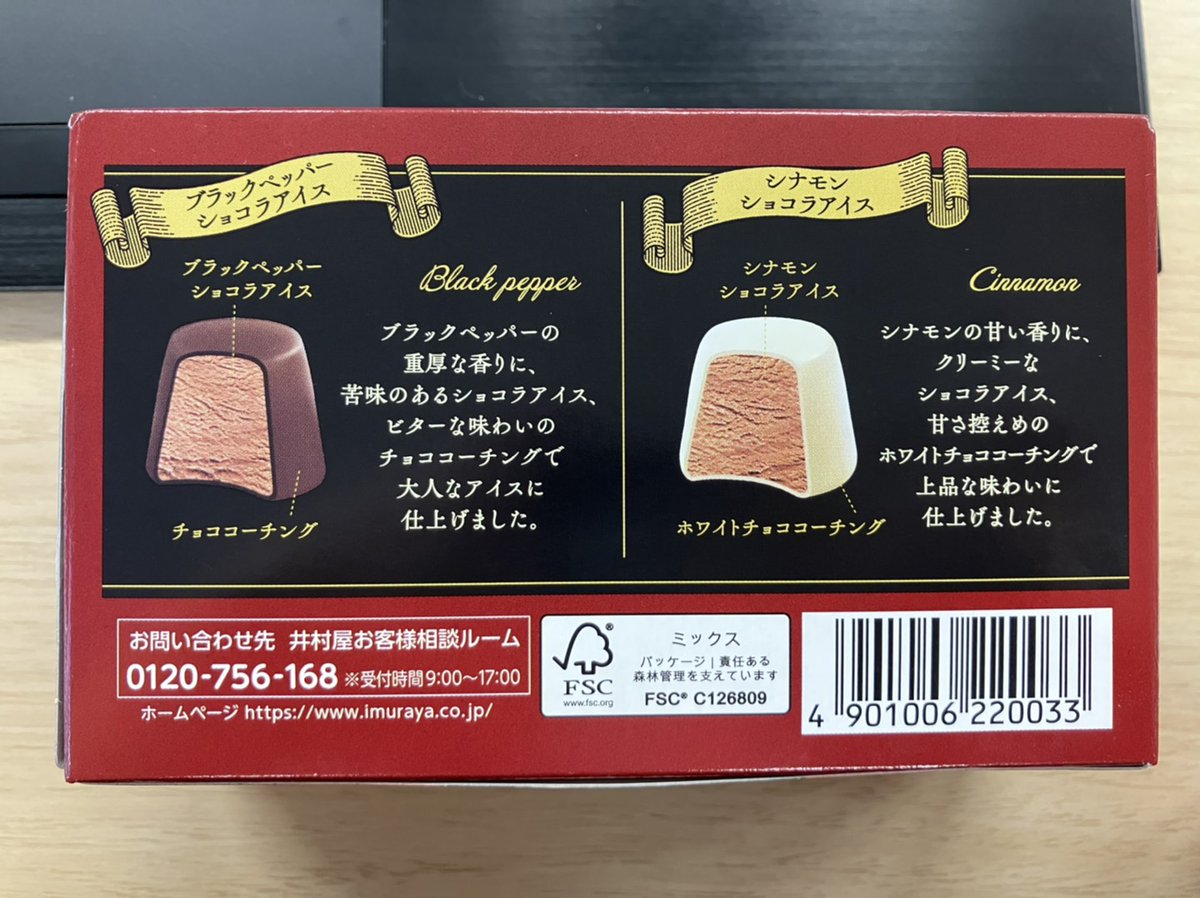 ブラックペッパー
ショコラアイス
ブラックペッパー
ショコラアイス
Black pepper
ブラックペッパーの
重厚な香りに、
苦味のあるショコラアイス、
ビターな味わいの
チョココーチングで
大人なアイスに
仕上げました。
チョココーチング
シナモン
ショコラアイス
シナモン
ショコラアイス
Cinnamon
シナモンの甘い香りに、
クリーミーな
ショコラアイス、
甘さ控えめの
ホワイトチョココーチングで
上品な味わいに
仕上げました。
ホワイトチョココーチング
お問い合わせ先 井村屋お客様相談ルーム
0120-756-168 ※受付時間9:00～17:00
ホームページ https://www.imuraya.co.jp/
FSC
www.fsc.org
ミックス
パッケージ｜責任ある
森林管理を支えています
FSC® C126809
4 901006 220033